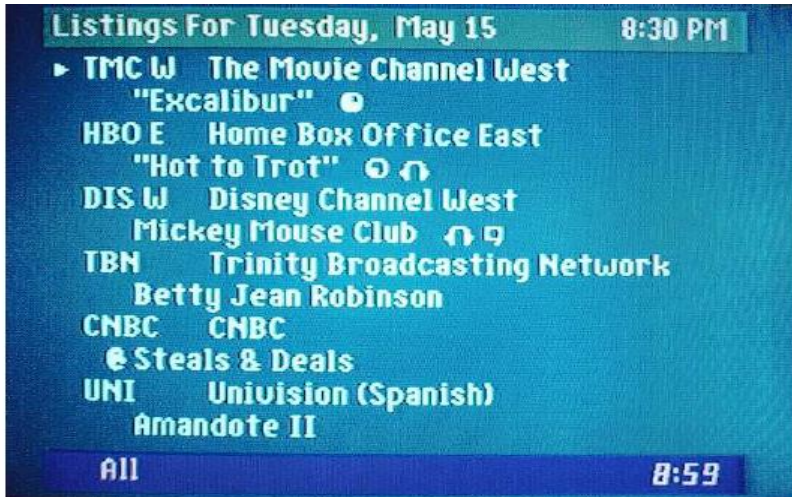 Listings For Tuesday, May 15 8:30 PM
TMC W The Movie Channel West
"Excalibur"
HBO E Home Box Office East
"Hot to Trot"
DIS W Disney Channel West
Mickey Mouse Club
TBN Trinity Broadcasting Network
Betty Jean Robinson
CNBC CNBC
Steals & Deals
UNI Univision (Spanish)
Amandote II
All 8:59